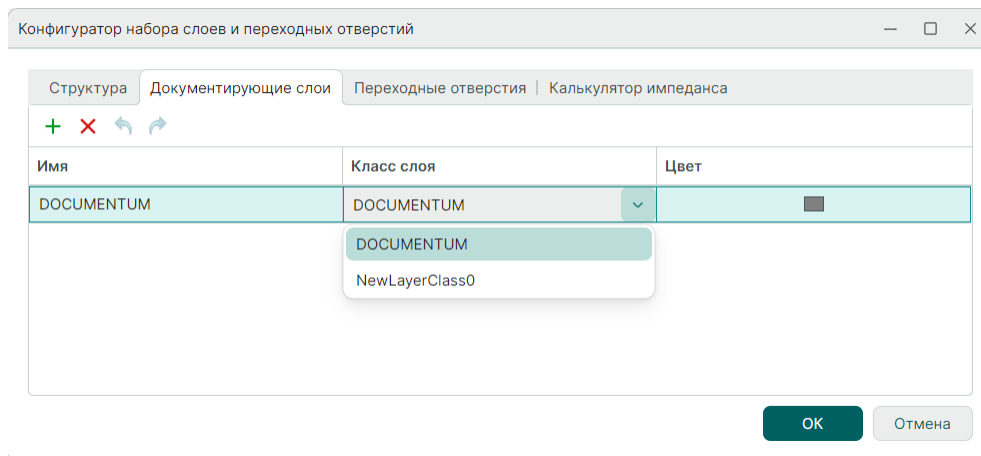 Конфигуратор набора слоев и переходных отверстий
Структура Документирующие слои Переходные отверстия Калькулятор импеданса
Имя Класс слоя Цвет
DOCUMENTUM DOCUMENTUM
DOCUMENTUM
NewLayerClass0
OK Отмена